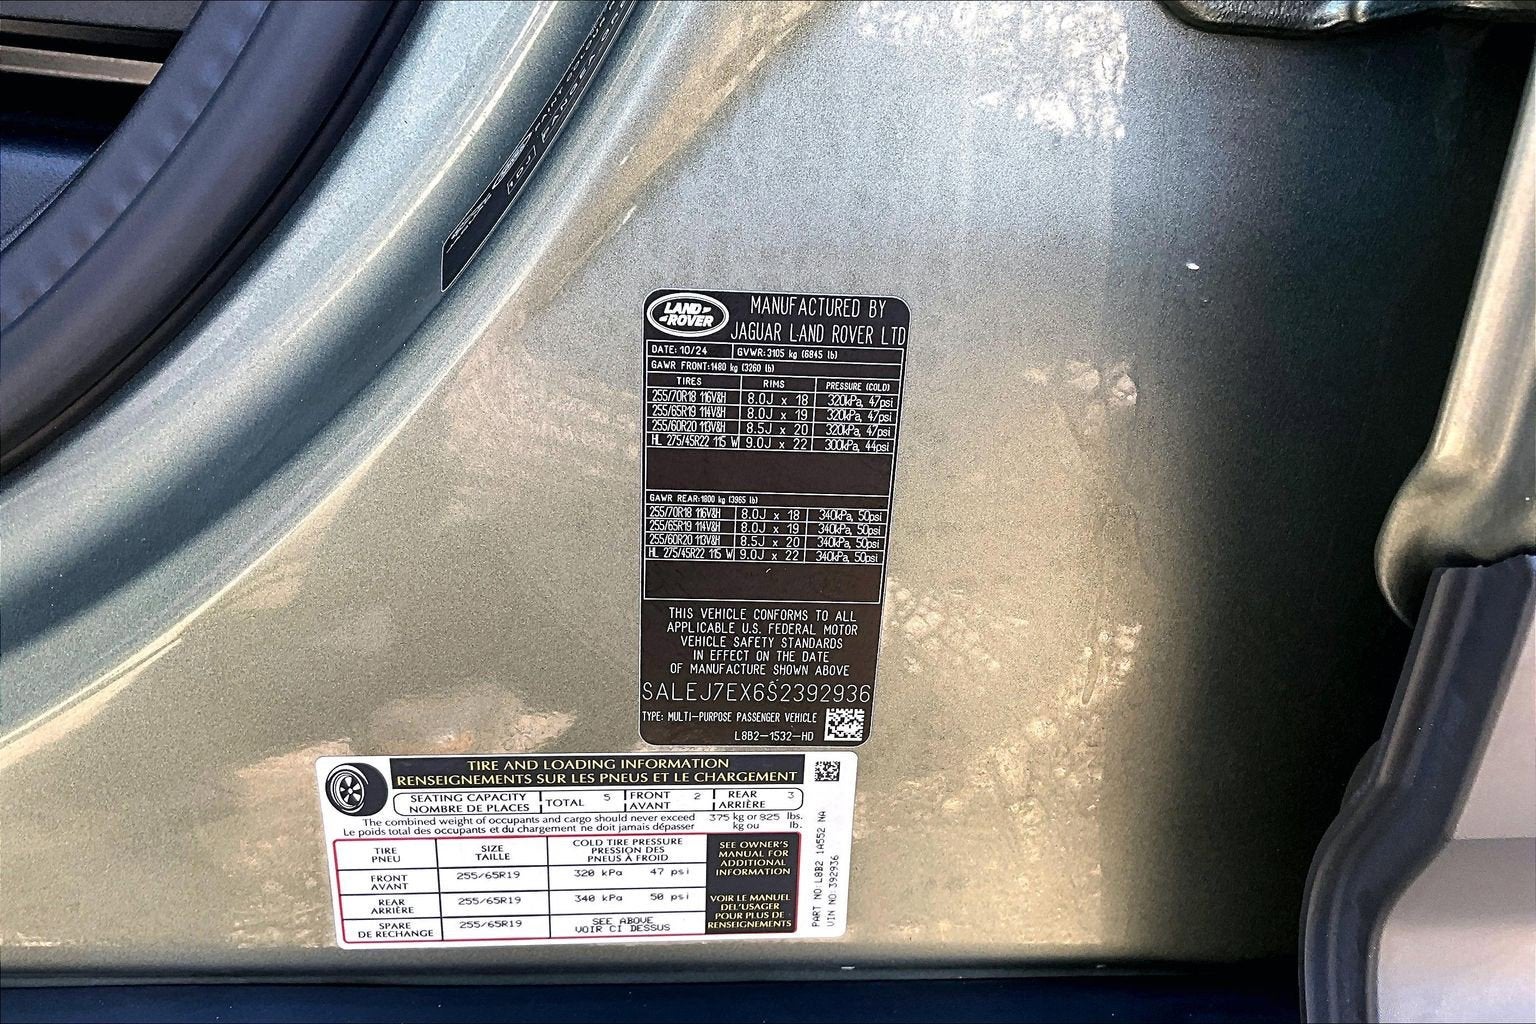 PANGEA
LAND ROVER
MANUFACTURED BY
JAGUAR LAND ROVER LTD
DATE: 10/24 GVWR: 3105 kg (6845 lb)
GAWR FRONT: 1480 kg (3260 lb)
TIRES RIMS PRESSURE (COLD)
255/70R18 116V&H 8.0J x 18 320kPa, 47psi
255/65R19 114V&H 8.0J x 19 320kPa, 47psi
255/60R20 113V&H 8.5J x 20 320kPa, 47psi
HL 275/45R22 115 W 9.0J x 22 300kPa, 44psi
GAWR REAR: 1800 kg (3965 lb)
255/70R18 116V&H 8.0J x 18 340kPa, 50psi
255/65R19 114V&H 8.0J x 19 340kPa, 50psi
255/60R20 113V&H 8.5J x 20 340kPa, 50psi
HL 275/45R22 115 W 9.0J x 22 340kPa, 50psi
THIS VEHICLE CONFORMS TO ALL
APPLICABLE U.S. FEDERAL MOTOR
VEHICLE SAFETY STANDARDS
IN EFFECT ON THE DATE
OF MANUFACTURE SHOWN ABOVE
SALEJ7EX6S2392936
TYPE: MULTI-PURPOSE PASSENGER VEHICLE
L8B2-1532-HD
TIRE AND LOADING INFORMATION
RENSEIGNEMENTS SUR LES PNEUS ET LE CHARGEMENT
SEATING CAPACITY
NOMBRE DE PLACES
TOTAL 5
FRONT 2
AVANT
REAR 3
ARRIÈRE
The combined weight of occupants and cargo should never exceed 375 kg or 825 lbs.
Le poids total des occupants et du chargement ne doit jamais dépasser kg ou lb.
TIRE
PNEU
SIZE
TAILLE
COLD TIRE PRESSURE
PRESSION DES
PNEUS À FROID
FRONT
AVANT
255/65R19
320 kPa 47 psi
REAR
ARRIÈRE
255/65R19
340 kPa 50 psi
SPARE
DE RECHANGE
255/65R19
SEE ABOVE
VOIR CI DESSUS
SEE OWNER'S
MANUAL FOR
ADDITIONAL
INFORMATION
VOIR LE MANUEL
DEL'USAGER
POUR PLUS DE
RENSEIGNEMENTS
PART NO: L8B2 1A552 NA
VIN NO: 392936